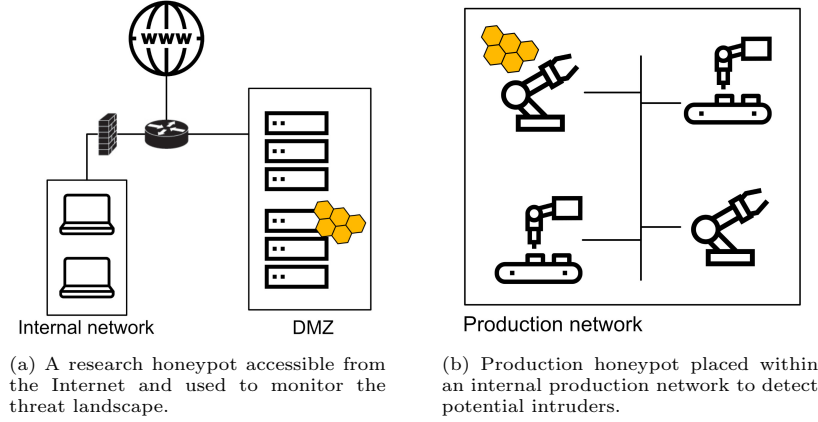 WWW
Internal network
DMZ
Production network
(a) A research honeypot accessible from
the Internet and used to monitor the
threat landscape.
(b) Production honeypot placed within
an internal production network to detect
potential intruders.